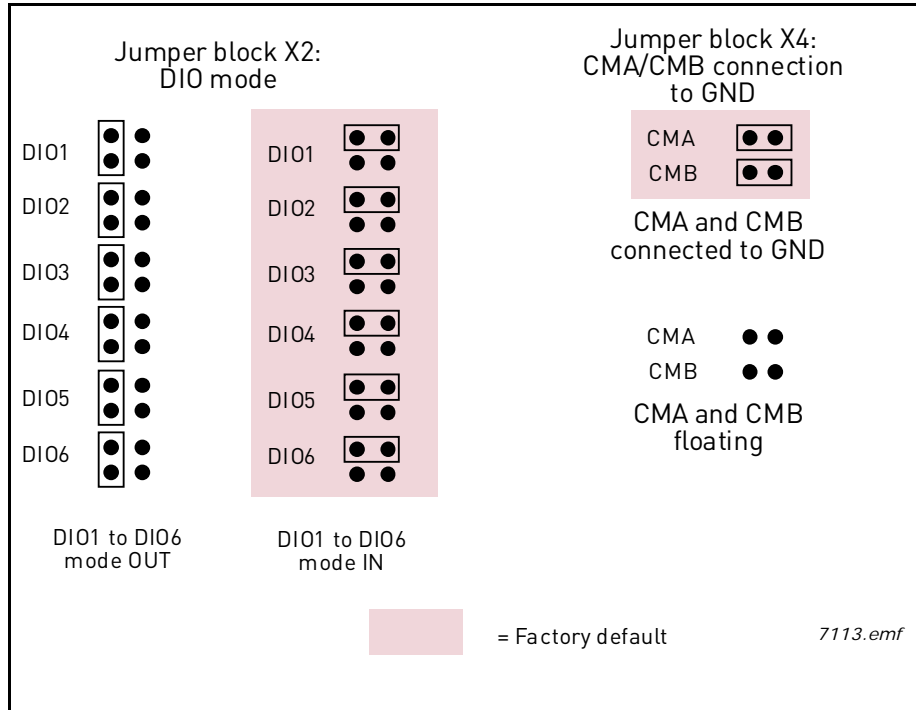 Jumper block X2:
DIO mode
DIO1
DIO2
DIO3
DIO4
DIO5
DIO6
DIO1 to DIO6
mode OUT
DIO1
DIO2
DIO3
DIO4
DIO5
DIO6
DIO1 to DIO6
mode IN
Jumper block X4:
CMA/CMB connection
to GND
CMA
CMB
CMA and CMB
connected to GND
CMA
CMB
CMA and CMB
floating
= Factory default
7113.emf